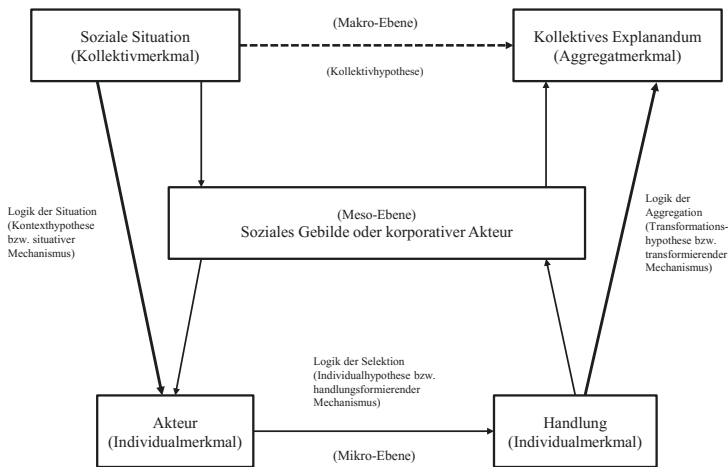 Soziale Situation
(Kollektivmerkmal)
(Makro-Ebene)
(Kollektivhypothese)
Kollektives Explanandum
(Aggregatmerkmal)
Logik der Situation
(Kontexthypothese
bzw. situativer
Mechanismus)
(Meso-Ebene)
Soziales Gebilde oder korporativer Akteur
Logik der
Aggregation
(Transformations-
hypothese bzw.
transformierender
Mechanismus)
Logik der Selektion
(Individualhypothese bzw.
handlungsformierender
Mechanismus)
Akteur
(Individualmerkmal)
(Mikro-Ebene)
Handlung
(Individualmerkmal)